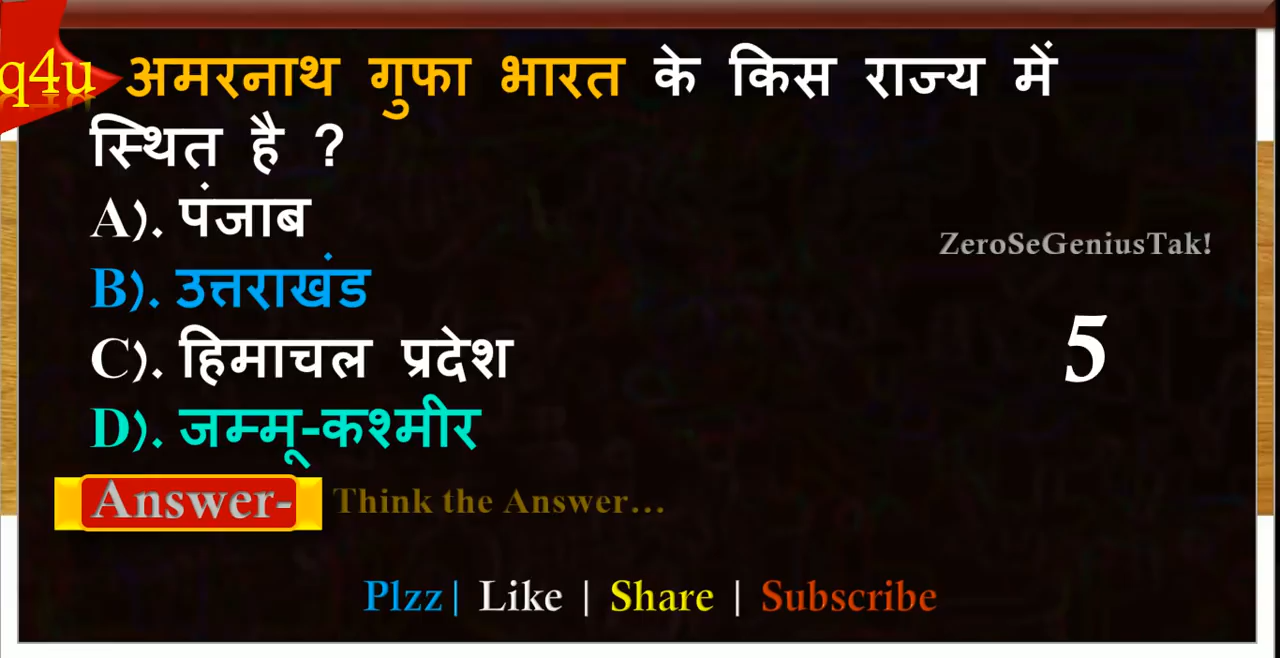 q4u अमरनाथ गुफा भारत के किस राज्य में
स्थित है ?
A). पंजाब
ZeroSeGeniusTak!
B). उत्तराखंड
5
C). हिमाचल प्रदेश
D). जम्मू-कश्मीर
Answer- Think the Answer...
Plzz| Like | Share | Subscribe